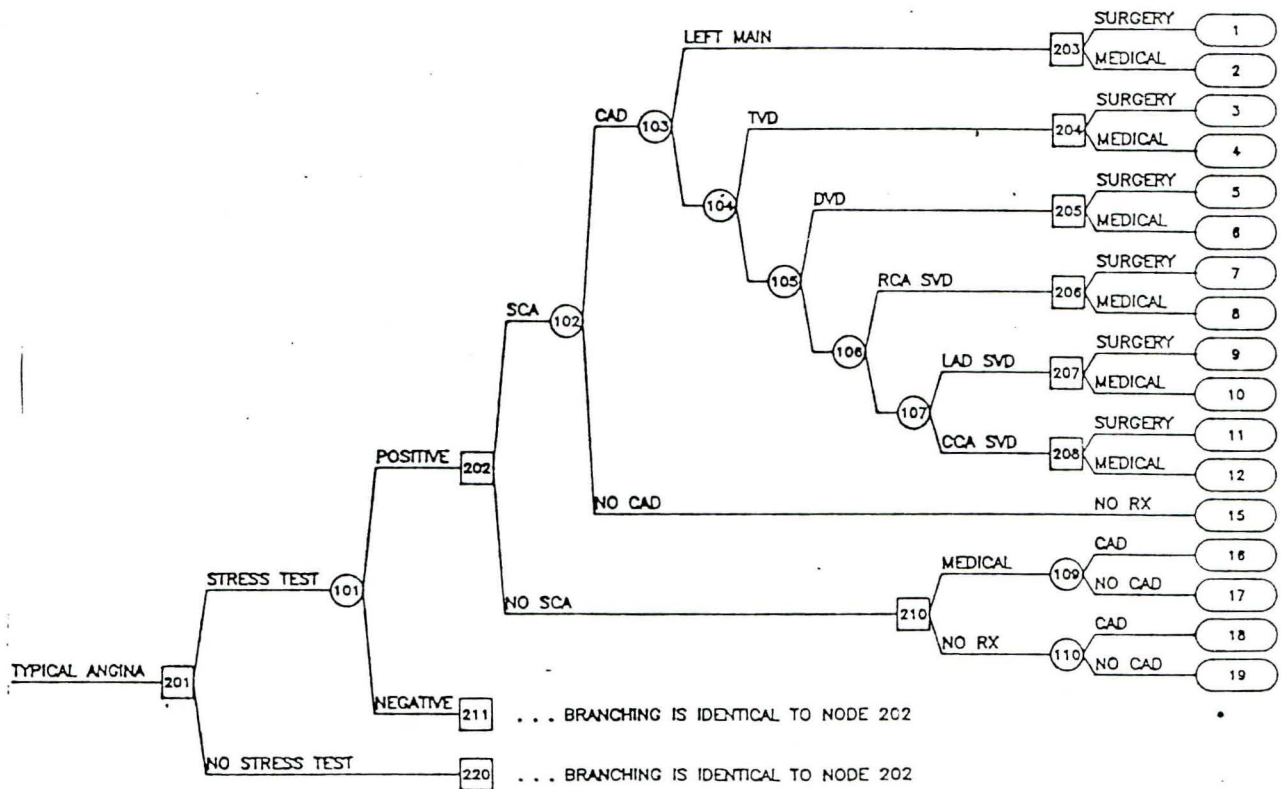 SURGERY
1
LEFT MAIN
203
MEDICAL
2
SURGERY
3
CAD
103
TVD
204
MEDICAL
4
SURGERY
5
104
DVD
205
MEDICAL
6
SURGERY
7
105
RCA SVD
206
MEDICAL
8
SCA
102
SURGERY
9
106
LAD SVD
207
MEDICAL
10
107
SURGERY
11
CCA SVD
208
MEDICAL
12
POSITIVE
202
NO CAD
NO RX
15
CAD
16
MEDICAL
109
STRESS TEST
101
NO CAD
17
NO SCA
210
CAD
18
NO RX
110
NO CAD
19
TYPICAL ANGINA
201
NEGATIVE
211
... BRANCHING IS IDENTICAL TO NODE 202
NO STRESS TEST
220
... BRANCHING IS IDENTICAL TO NODE 202